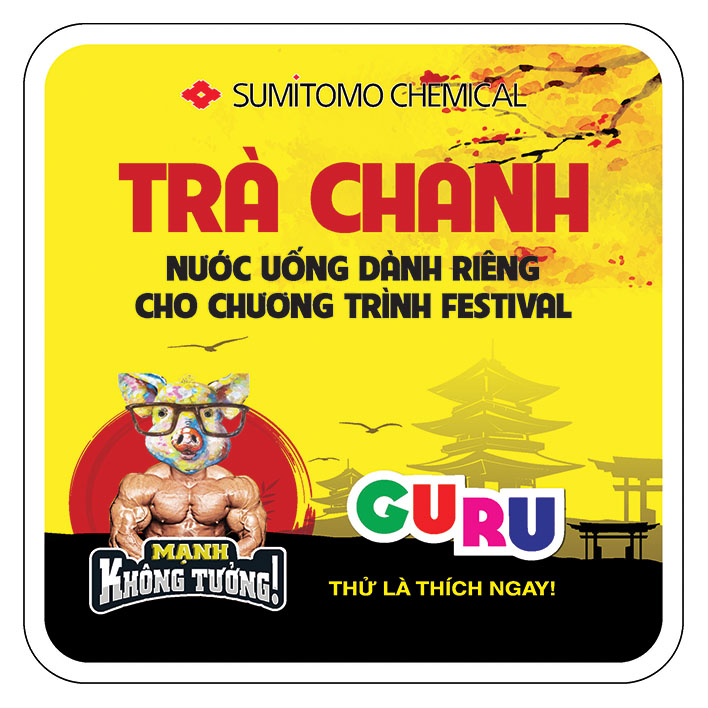 SUMITOMO CHEMICAL
TRÀ CHANH
NƯỚC UỐNG DÀNH RIÊNG
CHO CHƯƠNG TRÌNH FESTIVAL
GURU
MẠNH
KHÔNG TƯỞNG!
THỬ LÀ THÍCH NGAY!